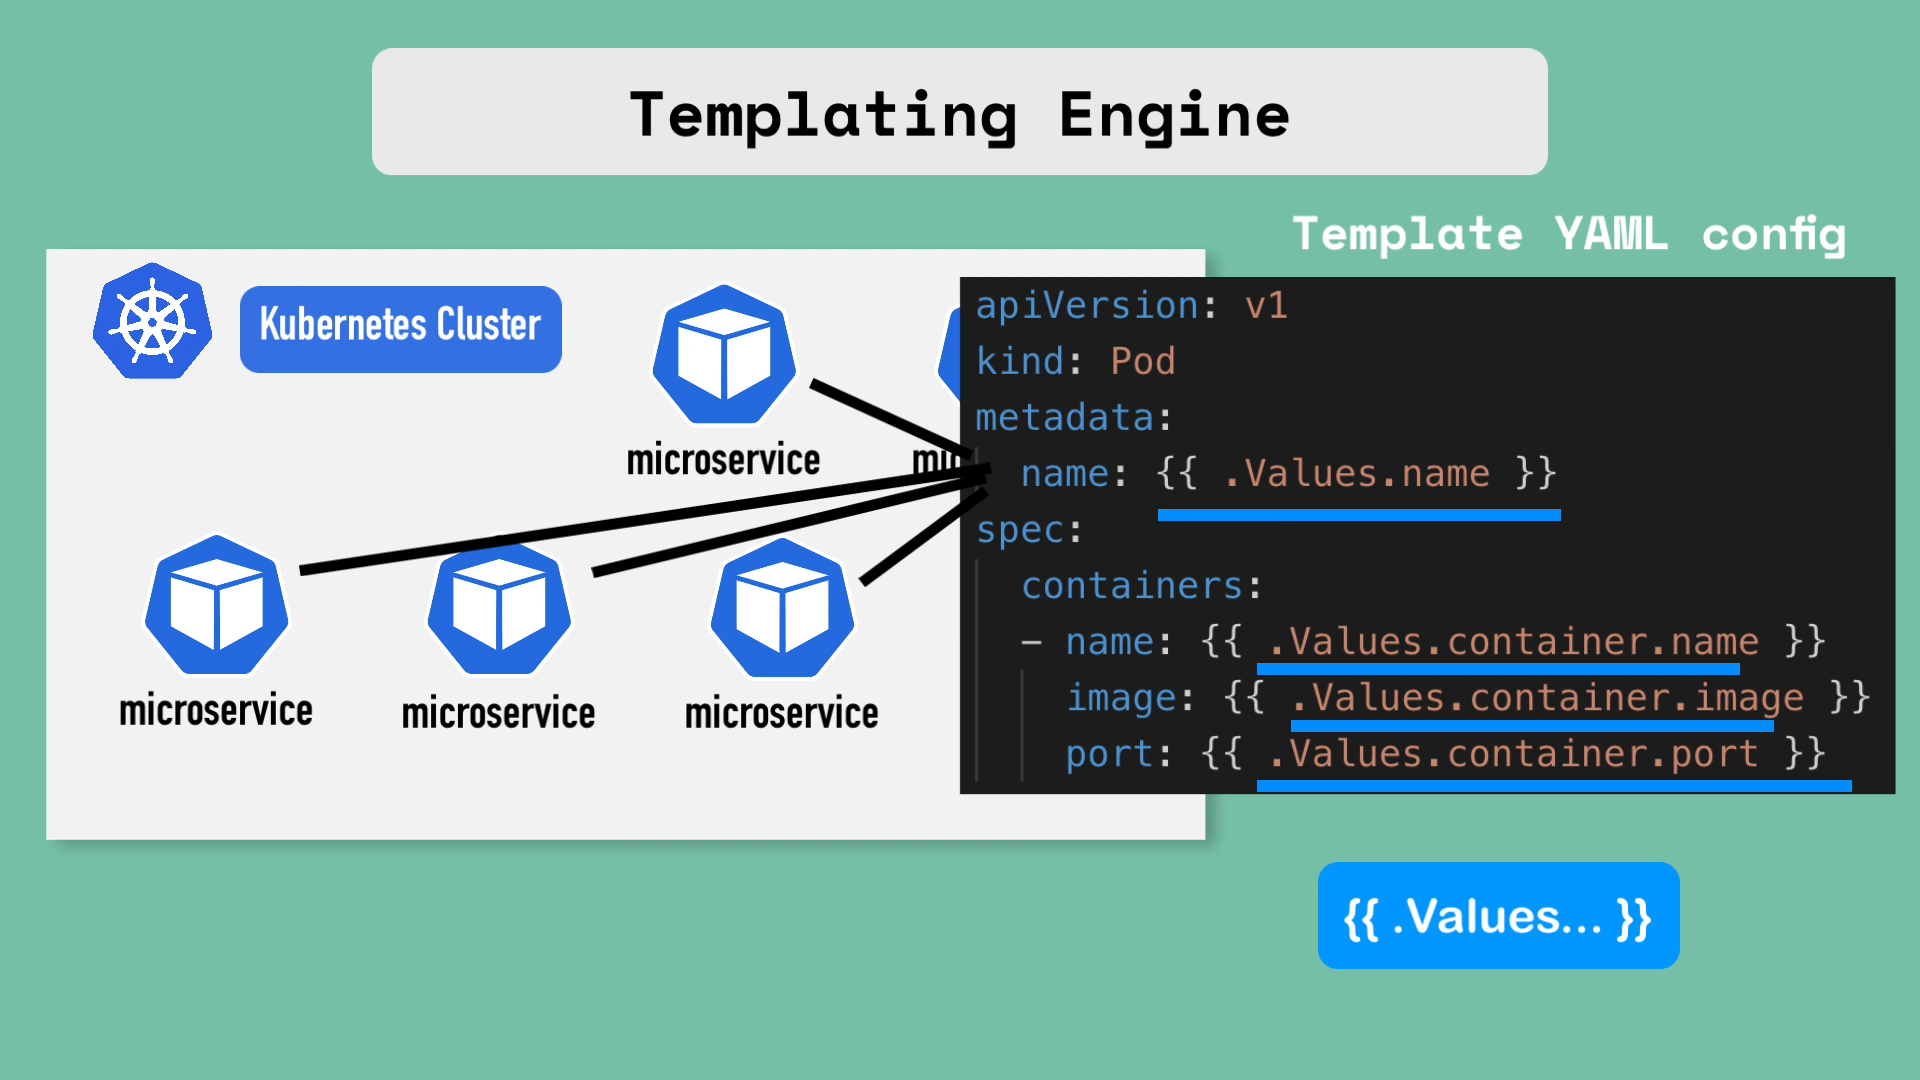 Templating Engine
Template YAML config
Kubernetes Cluster
microservice
microservice
microservice
microservice
apiVersion: v1
kind: Pod
metadata:
  name: {{ .Values.name }}
spec:
  containers:
  - name: {{ .Values.container.name }}
    image: {{ .Values.container.image }}
    port: {{ .Values.container.port }}
{{ .Values... }}